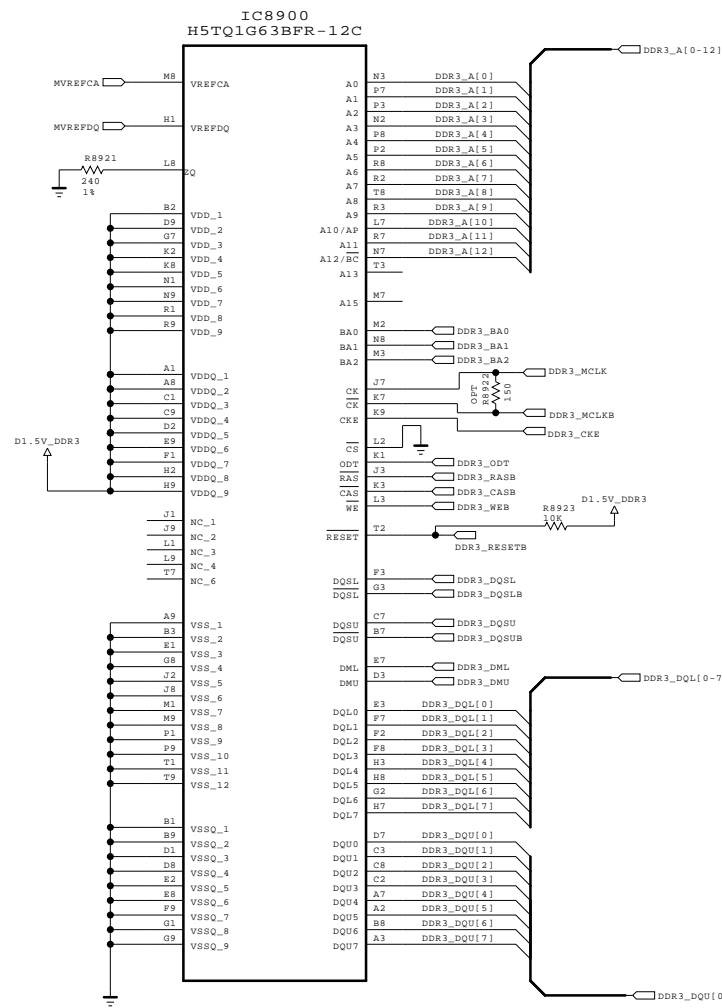 IC8900
H5TQ1G63BFR-12C
DDR3_A[0-12]
MVREFCA M8 VREFCA
MVREFDQ H1 VREFDQ
R8921 L8 ZQ
240
1%
B2 VDD_1
D9 VDD_2
G7 VDD_3
K2 VDD_4
K8 VDD_5
N1 VDD_6
N9 VDD_7
R1 VDD_8
R9 VDD_9
A1 VDDQ_1
A8 VDDQ_2
C1 VDDQ_3
C9 VDDQ_4
D2 VDDQ_5
E9 VDDQ_6
F1 VDDQ_7
H2 VDDQ_8
H9 VDDQ_9
D1.5V_DDR3
J1 NC_1
J9 NC_2
L1 NC_3
L9 NC_4
T7 NC_6
A9 VSS_1
B3 VSS_2
E1 VSS_3
G8 VSS_4
J2 VSS_5
J8 VSS_6
M1 VSS_7
M9 VSS_8
P1 VSS_9
P9 VSS_10
T1 VSS_11
T9 VSS_12
B1 VSSQ_1
B9 VSSQ_2
D1 VSSQ_3
D8 VSSQ_4
E2 VSSQ_5
E8 VSSQ_6
F9 VSSQ_7
G1 VSSQ_8
G9 VSSQ_9
A0 N3 DDR3_A[0]
A1 P7 DDR3_A[1]
A2 P3 DDR3_A[2]
A3 N2 DDR3_A[3]
A4 P8 DDR3_A[4]
A5 P2 DDR3_A[5]
A6 R8 DDR3_A[6]
A7 R2 DDR3_A[7]
A8 T8 DDR3_A[8]
A9 R3 DDR3_A[9]
A10/AP L7 DDR3_A[10]
A11 R7 DDR3_A[11]
A12/BC N7 DDR3_A[12]
A13 T3
A15 M7
BA0 M2 DDR3_BA0
BA1 N8 DDR3_BA1
BA2 M3 DDR3_BA2
CK J7 DDR3_MCLK
OPT
R8922
150
CK K7 DDR3_MCLKB
CKE K9 DDR3_CKE
CS L2
ODT K1 DDR3_ODT
RAS J3 DDR3_RASB
CAS K3 DDR3_CASB
WE L3 DDR3_WEB
D1.5V_DDR3
R8923
10K
RESET T2 DDR3_RESETB
DQSL F3 DDR3_DQSL
DQSL G3 DDR3_DQSLB
DQSU C7 DDR3_DQSU
DQSU B7 DDR3_DQSUB
DML E7 DDR3_DML
DMU D3 DDR3_DMU
DDR3_DQL[0-7
DQL0 E3 DDR3_DQL[0]
DQL1 F7 DDR3_DQL[1]
DQL2 F2 DDR3_DQL[2]
DQL3 F8 DDR3_DQL[3]
DQL4 H3 DDR3_DQL[4]
DQL5 H8 DDR3_DQL[5]
DQL6 G2 DDR3_DQL[6]
DQL7 H7 DDR3_DQL[7]
DQU0 D7 DDR3_DQU[0]
DQU1 C3 DDR3_DQU[1]
DQU2 C8 DDR3_DQU[2]
DQU3 C2 DDR3_DQU[3]
DQU4 A7 DDR3_DQU[4]
DQU5 A2 DDR3_DQU[5]
DQU6 B8 DDR3_DQU[6]
DQU7 A3 DDR3_DQU[7]
DDR3_DQU[0